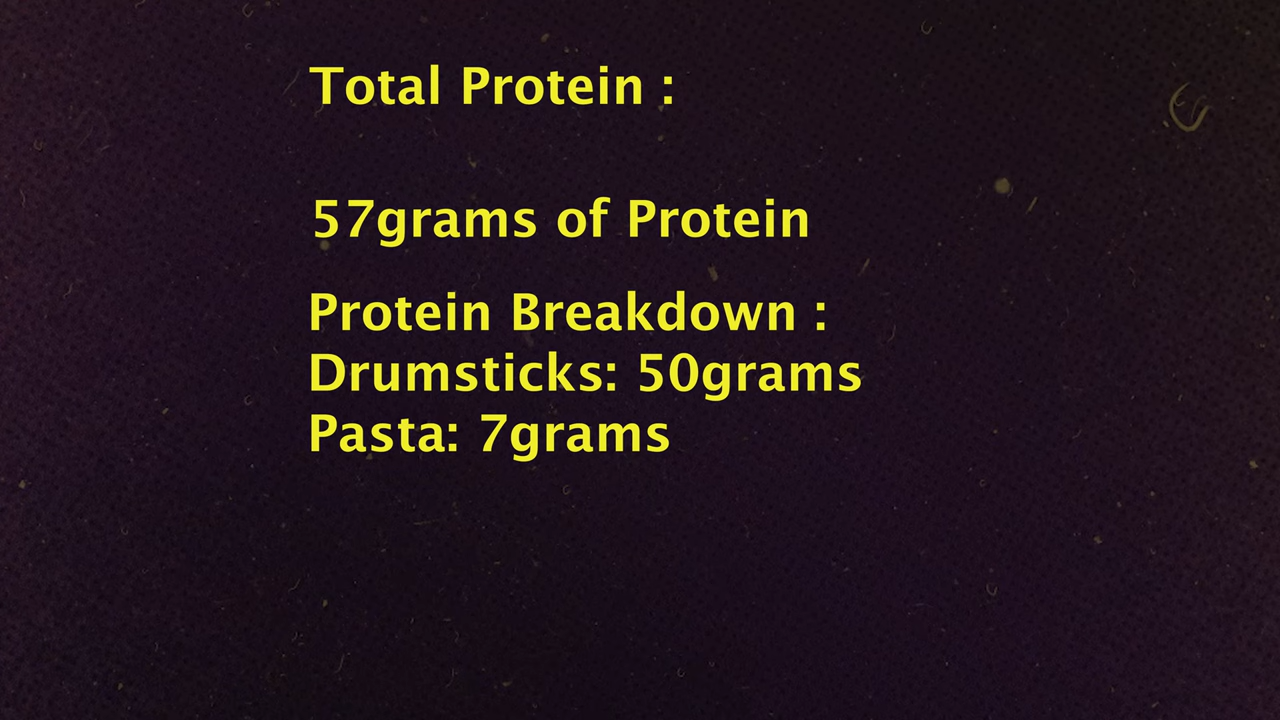 Total Protein :
57grams of Protein
Protein Breakdown :
Drumsticks: 50grams
Pasta: 7grams